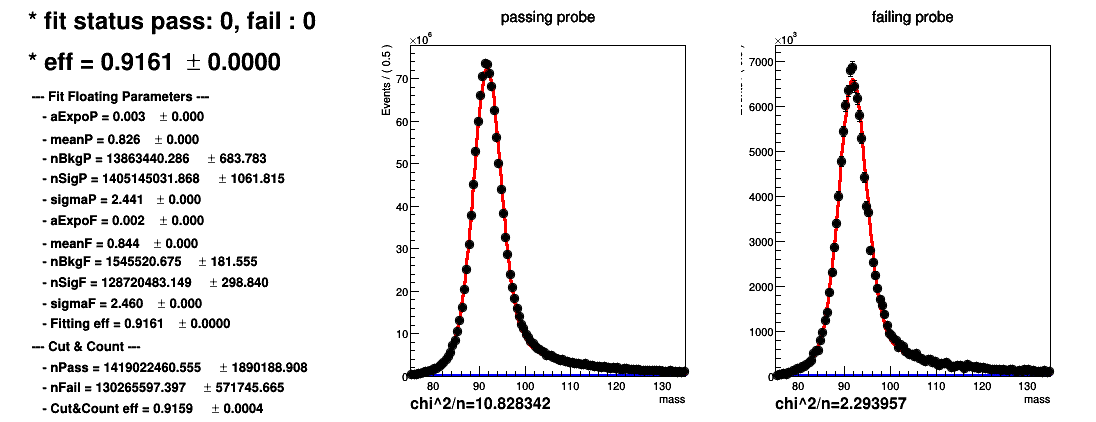 * fit status pass: 0, fail : 0
* eff = 0.9161 ± 0.0000
--- Fit Floating Parameters ---
- aExpoP = 0.003 ± 0.000
- meanP = 0.826 ± 0.000
- nBkgP = 13863440.286 ± 683.783
- nSigP = 1405145031.868 ± 1061.815
- sigmaP = 2.441 ± 0.000
- aExpoF = 0.002 ± 0.000
- meanF = 0.844 ± 0.000
- nBkgF = 1545520.675 ± 181.555
- nSigF = 128720483.149 ± 298.840
- sigmaF = 2.460 ± 0.000
- Fitting eff = 0.9161 ± 0.0000
--- Cut & Count ---
- nPass = 1419022460.555 ± 1890188.908
- nFail = 130265597.397 ± 571745.665
- Cut&Count eff = 0.9159 ± 0.0004
passing probe
×10⁶
Events / ( 0.5 )
70
60
50
40
30
20
10
0
80 90 100 110 120 130
mass
chi^2/n=10.828342
failing probe
×10³
7000
6000
5000
4000
3000
2000
1000
0
80 90 100 110 120 130
mass
chi^2/n=2.293957